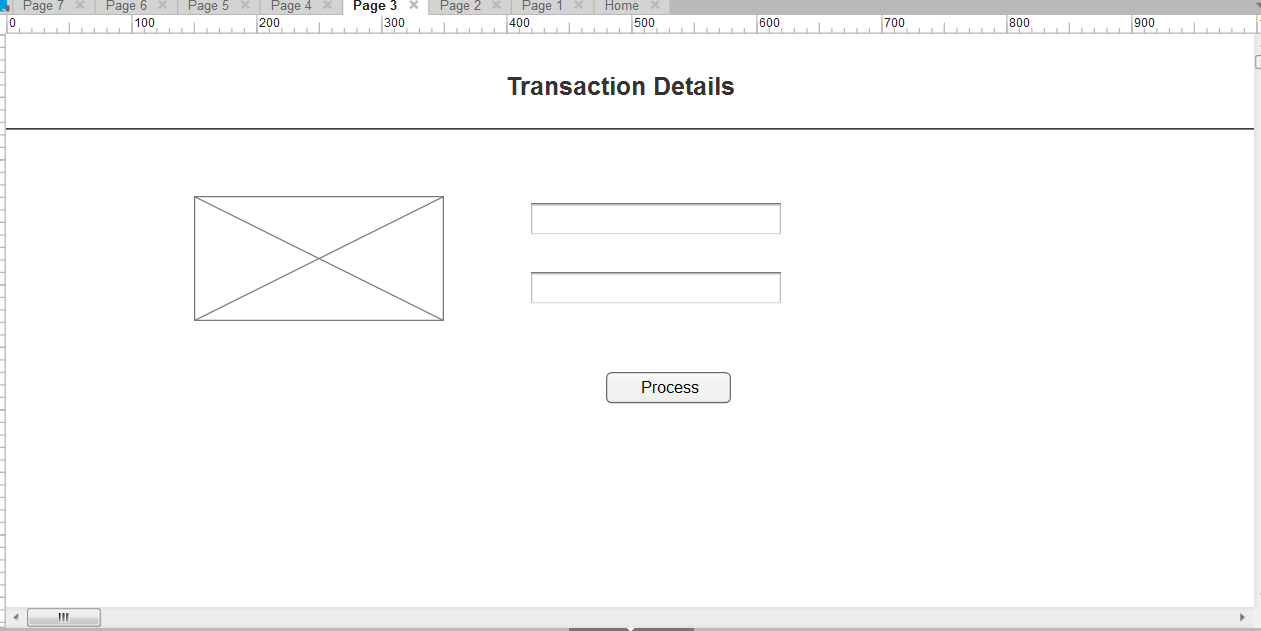 Page 7 Page 6 Page 5 Page 4 Page 3 Page 2 Page 1 Home
0 100 200 300 400 500 600 700 800 900
Transaction Details
Process